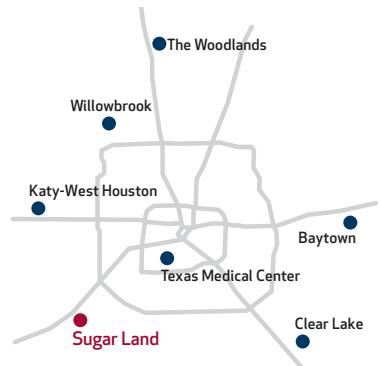 The Woodlands
Willowbrook
Katy-West Houston
Baytown
Texas Medical Center
Clear Lake
Sugar Land